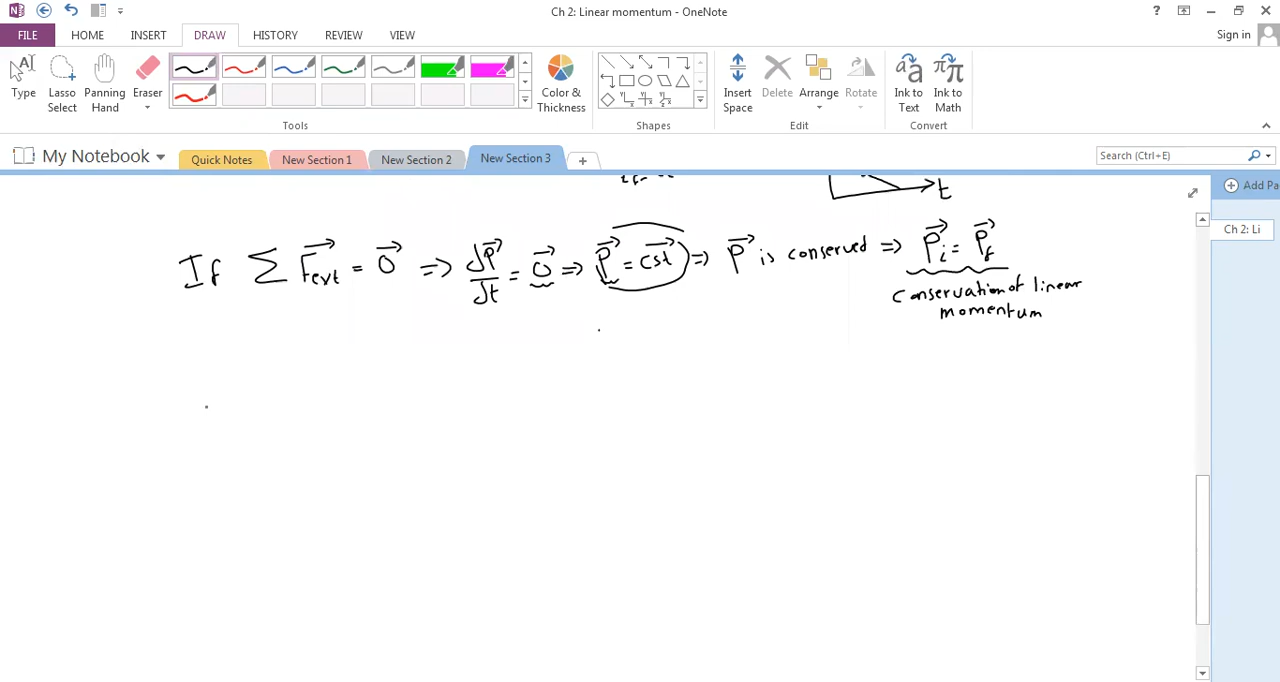 Ch 2: Linear momentum - OneNote
Sign in
FILE HOME INSERT DRAW HISTORY REVIEW VIEW
Type Lasso Select Panning Hand Eraser Color & Thickness Insert Space Delete Arrange Rotate Ink to Text Ink to Math
Tools Shapes Edit Convert
My Notebook Quick Notes New Section 1 New Section 2 New Section 3 Search (Ctrl+E)
Add Pa
Ch 2: Li
t
If ∑ F⃗ext = 0⃗ ⇒ dP⃗/dt = 0⃗ ⇒ P⃗ = cst⃗ ⇒ P⃗ is conserved ⇒ P⃗i = P⃗f
conservation of linear
momentum